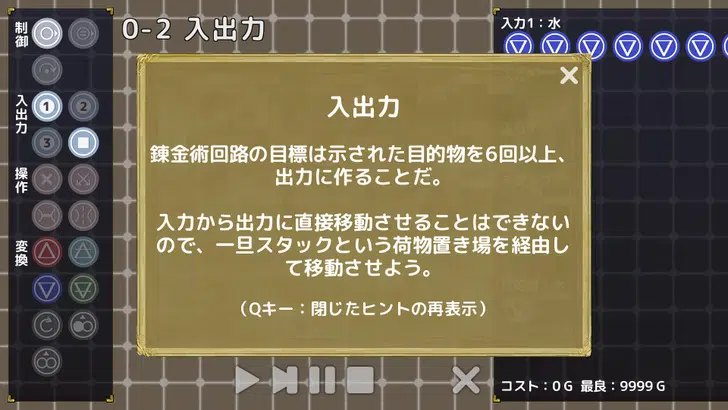 制御
0-2 入出力
入力1:水
入出力
1
2
3
操作
変換
入出力
錬金術回路の目標は示された目的物を6回以上、
出力に作ることだ。
入力から出力に直接移動させることはできない
ので、一旦スタックという荷物置き場を経由し
て移動させよう。
(Qキー:閉じたヒントの再表示)
コスト:0G 最良:9999G